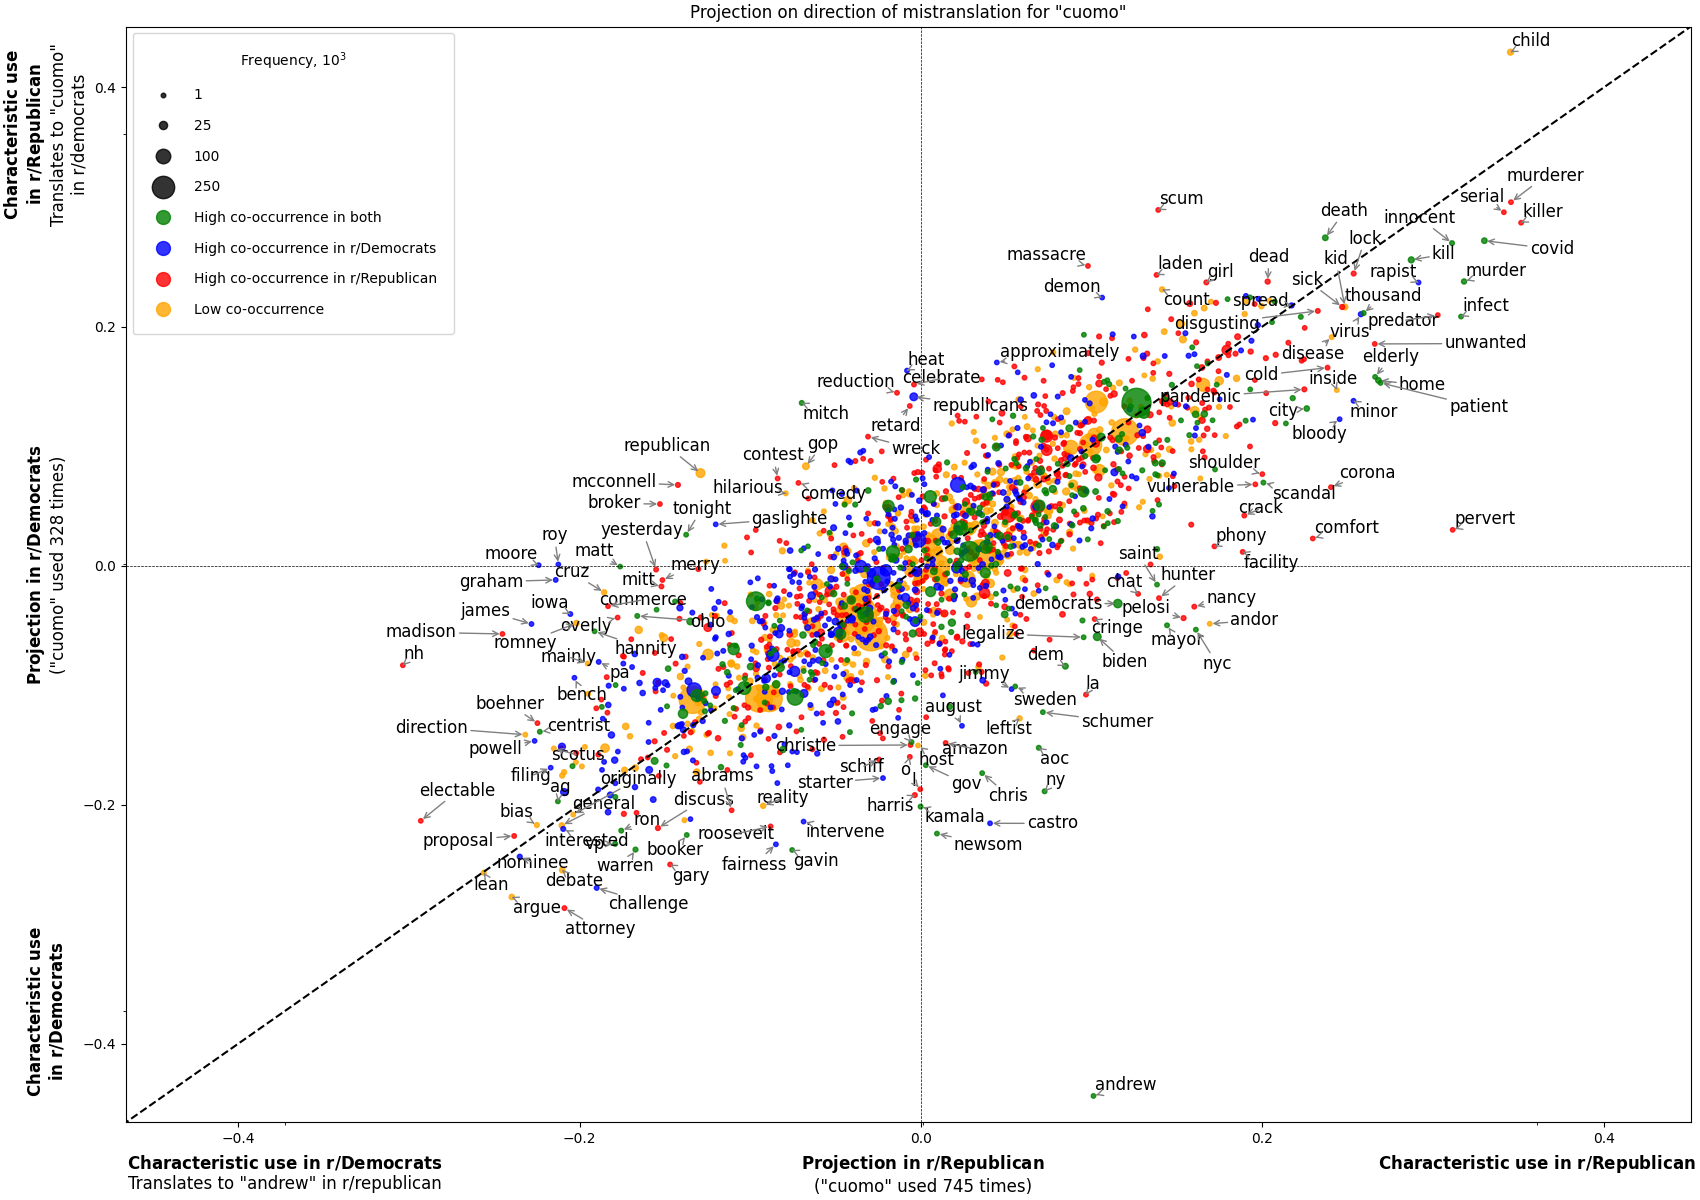 Projection on direction of mistranslation for "cuomo"
Characteristic use
in r/Republican
Translates to "cuomo"
in r/democrats
Projection in r/Democrats
("cuomo" used 328 times)
Characteristic use
in r/Democrats
0.4
0.2
0.0
−0.2
−0.4
Frequency, 10³
1
25
100
250
High co-occurrence in both
High co-occurrence in r/Democrats
High co-occurrence in r/Republican
Low co-occurrence
child
murderer
scum
serial
killer
death
innocent
massacre
lock
covid
laden
girl
dead
kid
kill
demon
sick
rapist
murder
count
spread
thousand
infect
disgusting
predator
virus
unwanted
heat
approximately
disease
elderly
reduction
celebrate
cold
inside
home
mitch
republicans
pandemic
city
minor
patient
retard
bloody
republican
gop
wreck
contest
shoulder
corona
mcconnell
hilarious
comedy
vulnerable
scandal
broker
tonight
crack
yesterday
gaslighte
comfort
pervert
roy
phony
moore
matt
saint
facility
graham
cruz
mitt
merry
chat
hunter
iowa
commerce
democrats
pelosi
nancy
james
overly
ohio
cringe
andor
madison
romney
hannity
legalize
mayor
nh
mainly
pa
dem
biden
nyc
bench
jimmy
la
boehner
august
sweden
direction
centrist
engage
leftist
schumer
powell
scotus
christie
amazon
filing
originally
abrams
schiff
o
host
aoc
electable
ag
starter
l
gov
ny
bias
general
discuss
reality
harris
chris
proposal
interested
ron
roosevelt
intervene
kamala
castro
nominee
vp
booker
newsom
lean
debate
warren
gary
fairness
gavin
argue
challenge
attorney
andrew
−0.4
−0.2
0.0
0.2
0.4
Characteristic use in r/Democrats
Translates to "andrew" in r/republican
Projection in r/Republican
("cuomo" used 745 times)
Characteristic use in r/Republican